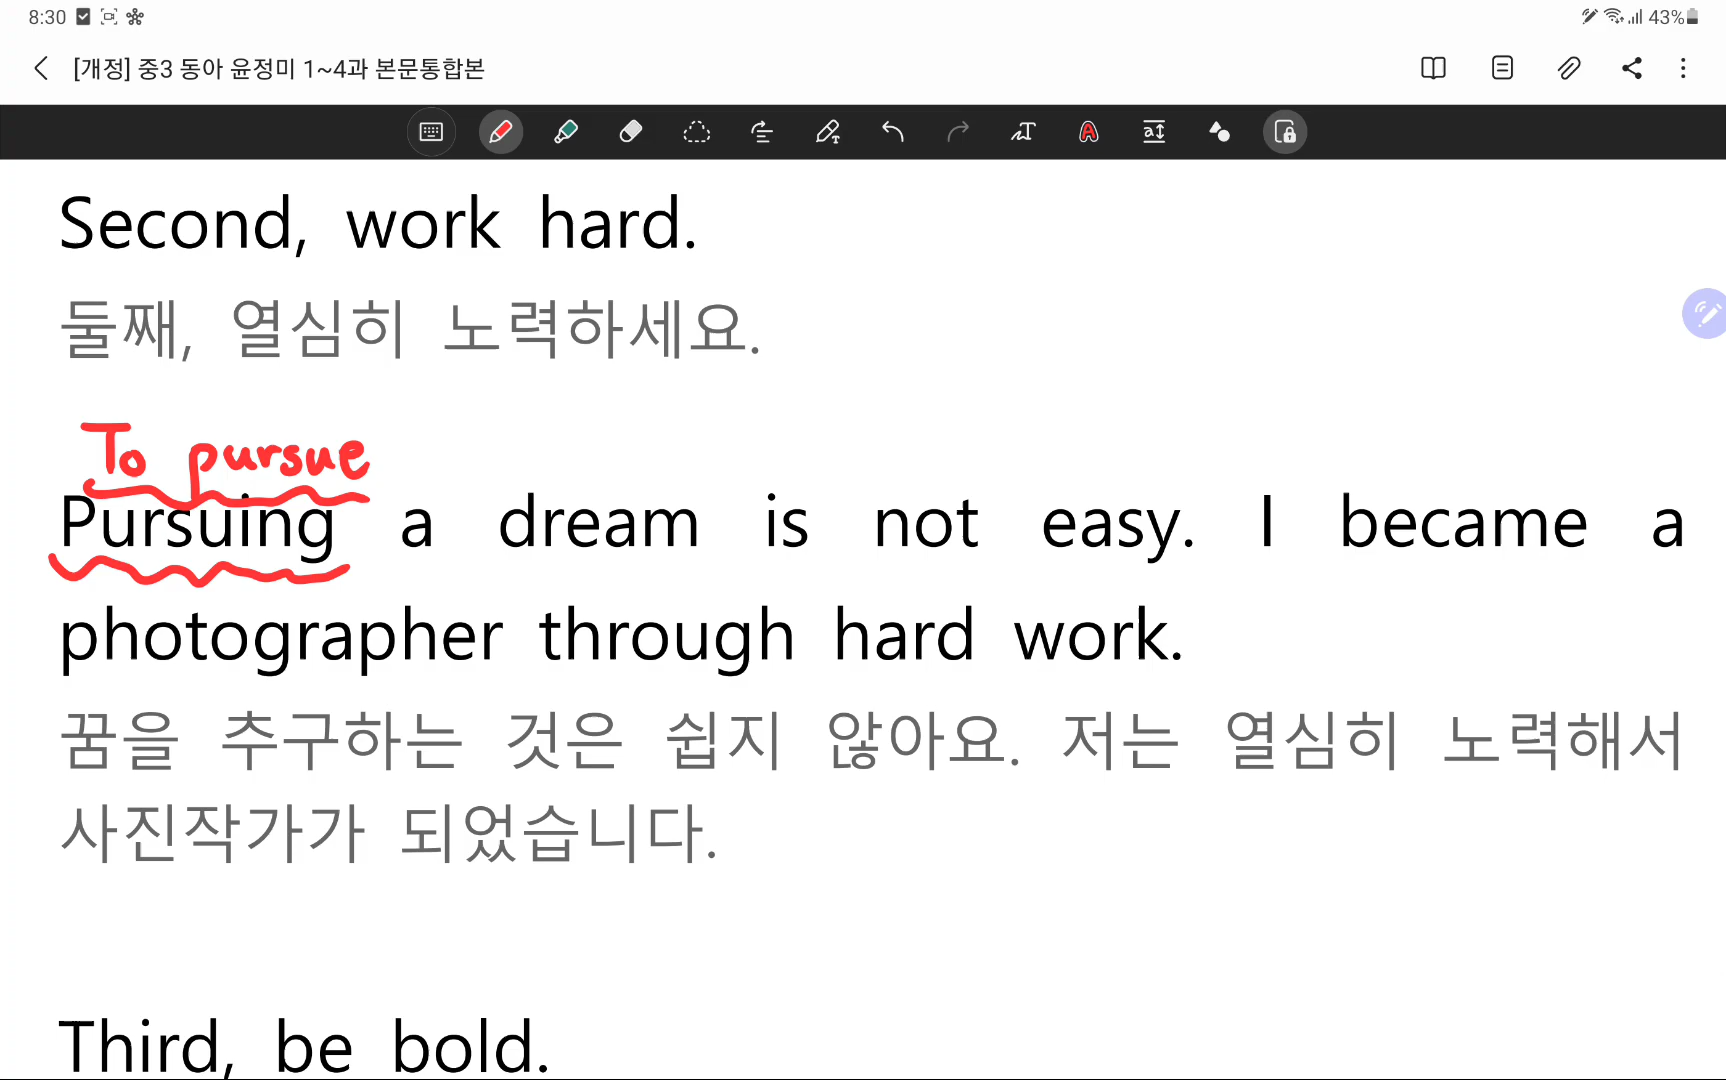 8:30
43%
[개정] 중3 동아 윤정미 1~4과 본문통합본
Second, work hard.
둘째, 열심히 노력하세요.
To pursue
Pursuing a dream is not easy. I became a
photographer through hard work.
꿈을 추구하는 것은 쉽지 않아요. 저는 열심히 노력해서
사진작가가 되었습니다.
Third, be bold.